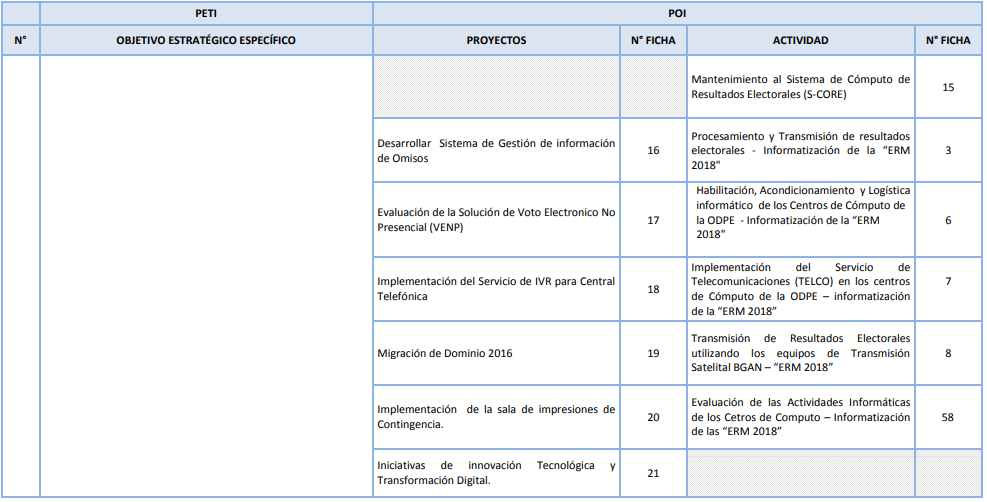 PETI
POI
N°
OBJETIVO ESTRATÉGICO ESPECÍFICO
PROYECTOS
N° FICHA
ACTIVIDAD
N° FICHA
Mantenimiento al Sistema de Cómputo de
Resultados Electorales (S-CORE)
15
Desarrollar Sistema de Gestión de información
de Omisos
16
Procesamiento y Transmisión de resultados
electorales - Informatización de la “ERM
2018"
3
Evaluación de la Solución de Voto Electronico No
Presencial (VENP)
17
Habilitación, Acondicionamiento y Logística
informático de los Centros de Cómputo de
la ODPE - Informatización de la “ERM
2018"
6
Implementación del Servicio de IVR para Central
Telefónica
18
Implementación del Servicio de
Telecomunicaciones (TELCO) en los centros
de Cómputo de la ODPE – informatización
de la “ERM 2018”
7
Migración de Dominio 2016
19
Transmisión de Resultados Electorales
utilizando los equipos de Transmisión
Satelital BGAN – “ERM 2018”
8
Implementación de la sala de impresiones de
Contingencia.
20
Evaluación de las Actividades Informáticas
de los Cetros de Computo – Informatización
de las “ERM 2018”
58
Iniciativas de innovación Tecnológica y
Transformación Digital.
21